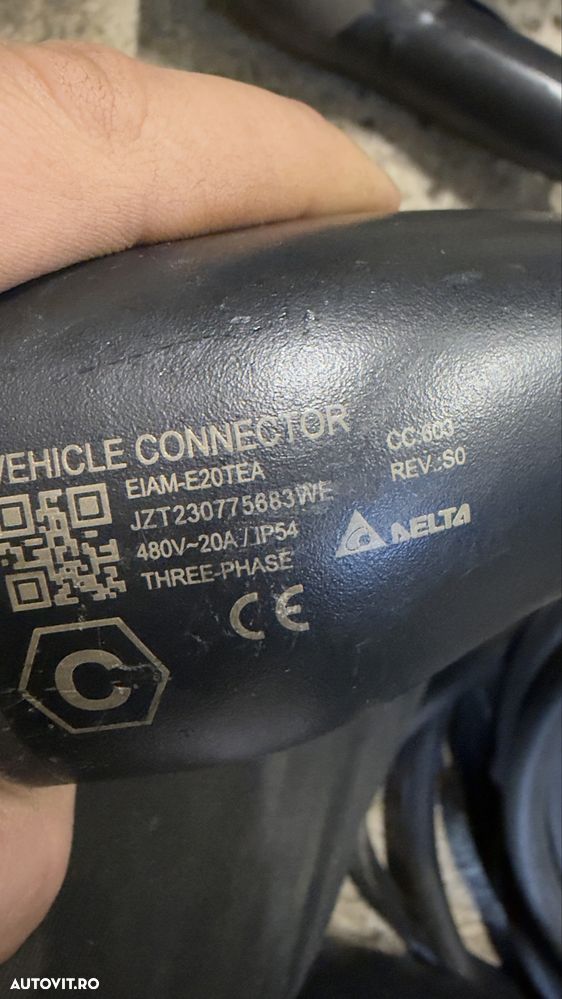 VEHICLE CONNECTOR
EIAM-E20TEA
JZT230775683WE
480V~20A / IP54
THREE-PHASE
CC:603
REV.:S0
DELTA
CE
C
AUTOVIT.RO